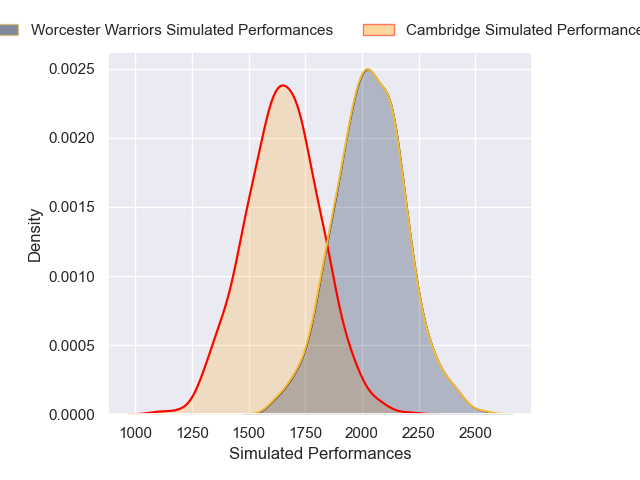 Worcester Warriors Simulated Performances Cambridge Simulated Performance
0.0025
0.0020
0.0015
0.0010
0.0005
0.0000
Density
1000 1250 1500 1750 2000 2250 2500
Simulated Performances